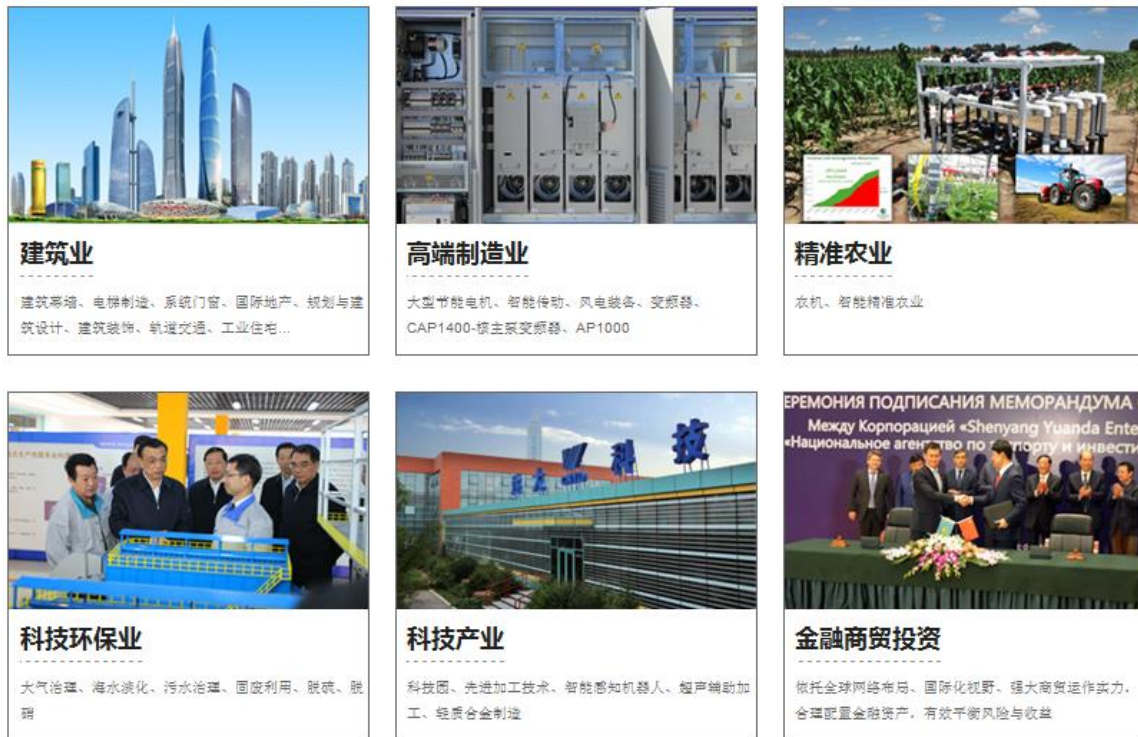 建筑业
建筑幕墙、电梯制造、系统门窗、国际地产、规划与建
筑设计、建筑装饰、轨道交通、工业住宅...
高端制造业
大型节能电机、智能传动、风电装备、变频器、
CAP1400-核主泵变频器、AP1000
精准农业
农机、智能精准农业
科技环保业
大气治理、海水淡化、污水治理、固废利用、脱硫、脱
硝
远大 科技
科技产业
科技园、先进加工技术、智能感知机器人、超声辅助加
工、轻质合金制造
ЕРЕМОНИЯ ПОДПИСАНИЯ МЕМОРАНДУМА
Между Корпорацией «Shenyang Yuanda Ente
«Национальное агентство по экспорту и инвести
金融商贸投资
依托全球网络布局、国际化视野、强大商贸运作实力，
合理配置金融资产，有效平衡风险与收益